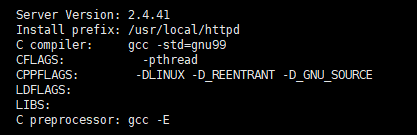 Server Version: 2.4.41
Install prefix: /usr/local/httpd
C compiler:     gcc -std=gnu99
CFLAGS:           -pthread
CPPFLAGS:        -DLINUX -D_REENTRANT -D_GNU_SOURCE
LDFLAGS:
LIBS:
C preprocessor: gcc -E